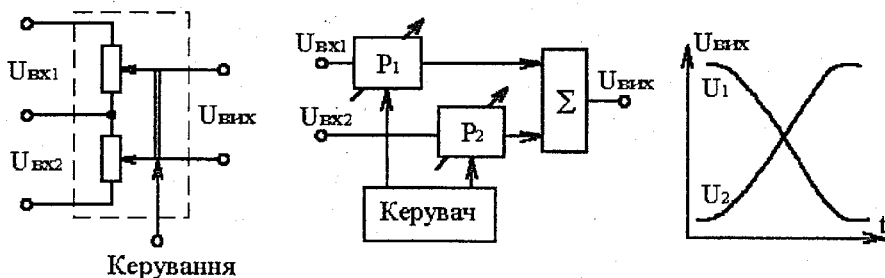 Uвх1
Uвх2
Uвих
Керування
Uвх1
P1
Uвх2
P2
Керувач
Σ
Uвих
Uвих
U1
U2
t